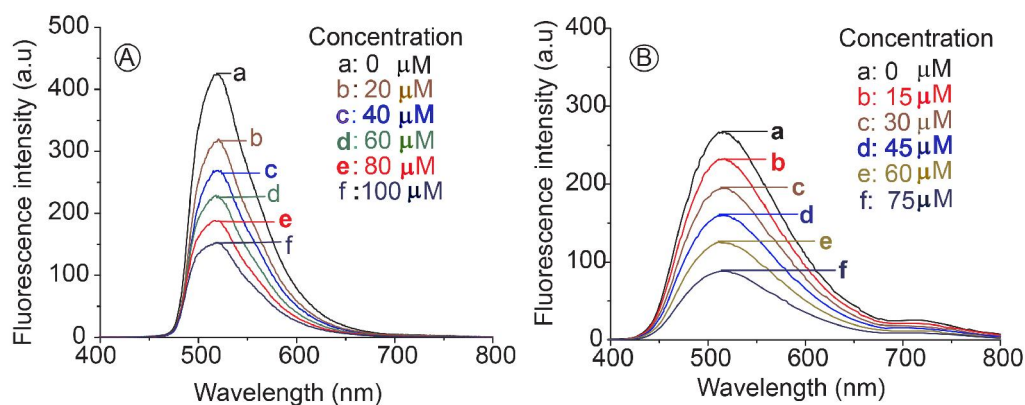 A
Concentration
a: 0 μM
b: 20 μM
c: 40 μM
d: 60 μM
e: 80 μM
f :100 μM
a
b
c
d
e
f
500
400
300
200
100
0
400 500 600 700 800
Fluorescence intensity (a.u)
Wavelength (nm)
B
Concentration
a: 0 μM
b: 15 μM
c: 30 μM
d: 45 μM
e: 60 μM
f: 75 μM
a
b
c
d
e
f
400
300
200
100
0
400 500 600 700 800
Fluorescence intensity (a.u)
Wavelength (nm)